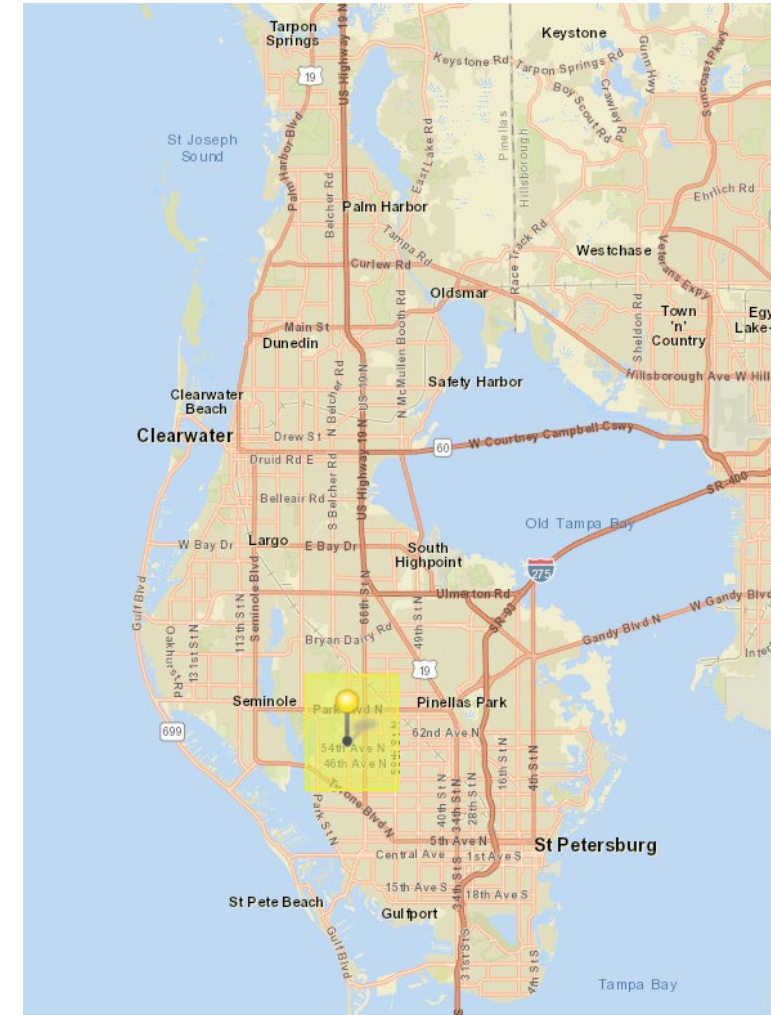 Tarpon
Springs
19
US Highway 19 N
Keystone
Keystone Rd
Tarpon Springs Rd
Gunn Hwy
Suncoast Pkwy
Boy Scout Rd
Crawley Rd
St Joseph
Sound
Palm Harbor Blvd
Belcher Rd
East Lake Rd
Pinellas
Hillsborough
Ehrlich Rd
Palm Harbor
Tampa Rd
Race Track Rd
Westchase
Veterans Expy
Curlew Rd
Oldsmar
Town
'n'
Country
Egy
Lake-
Sheldon Rd
Main St
Dunedin
N McMullen Booth Rd
US-19 N
N Belcher Rd
Safety Harbor
Hillsborough Ave W Hill
Clearwater
Beach
Clearwater
Drew St
Druid Rd E
60
W Courtney Campbell Cswy
S Belcher Rd
US Highway 19 N
Belleair Rd
SR-400
Old Tampa Bay
W Bay Dr
Largo
E Bay Dr
South
Highpoint
275
Gulf Blvd
Seminole Blvd
113th St N
131st St N
Oakhurst Rd
66th St N
49th St N
Ulmerton Rd
SR-93
W Gandy Blvd
Gandy Blvd N
Bryan Dairy Rd
19
Seminole
Park Blvd N
Pinellas Park
699
62nd Ave N
54th Ave N
46th Ave N
Tyrone Blvd N
Park St N
40th St N
34th St N
28th St N
16th St N
4th St N
5th Ave N
St Petersburg
Central Ave
1st Ave S
15th Ave S
18th Ave S
34th St S
St Pete Beach
Gulfport
Gulf Blvd
31st St S
4th St S
Tampa Bay